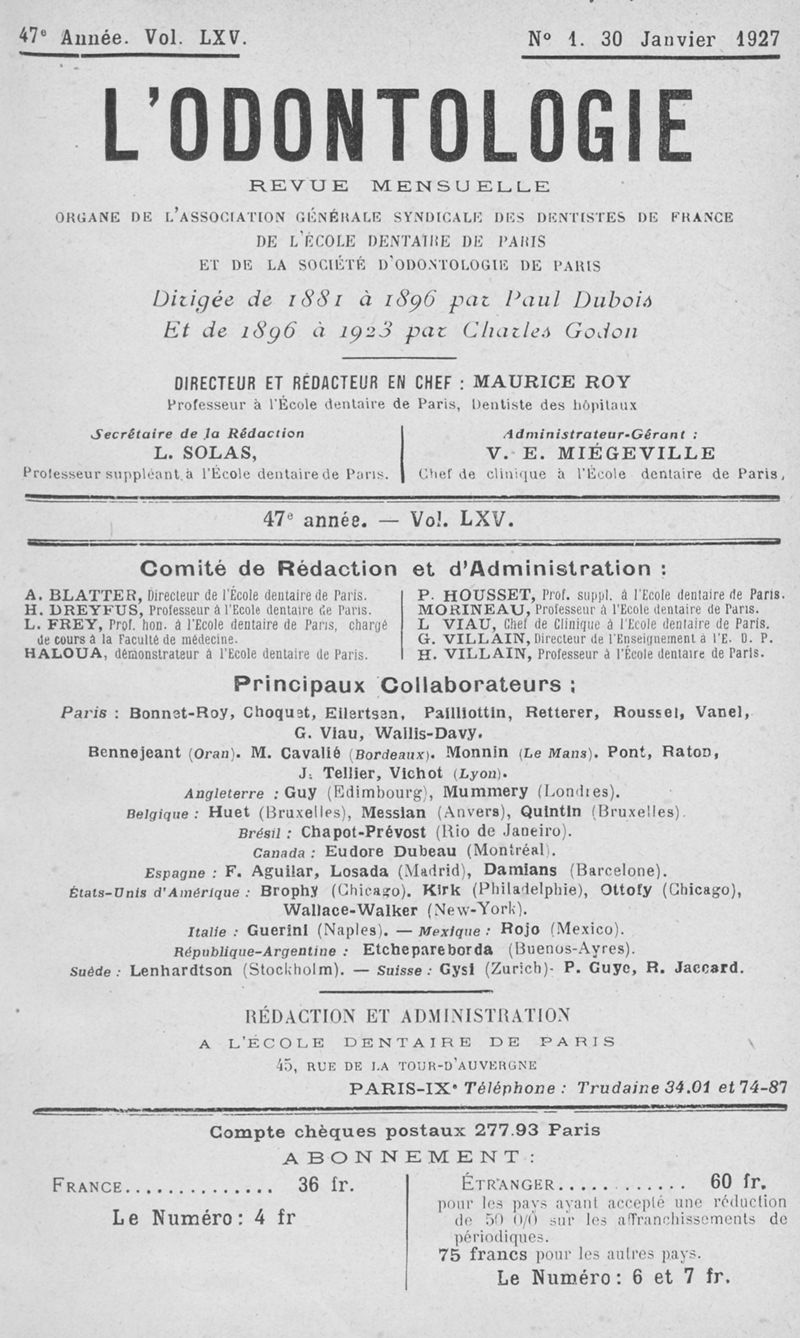 47e Année. Vol. LXV.
N° 1. 30 Janvier 1927
L'ODONTOLOGIE
REVUE MENSUELLE
ORGANE DE L'ASSOCIATION GÉNÉRALE SYNDICALE DES DENTISTES DE FRANCE
DE L'ÉCOLE DENTAIRE DE PARIS
ET DE LA SOCIÉTÉ D'ODONTOLOGIE DE PARIS
Dirigée de 1881 à 1896 par Paul Dubois
Et de 1896 à 1923 par Charles Godon
DIRECTEUR ET RÉDACTEUR EN CHEF : MAURICE ROY
Professeur à l'École dentaire de Paris, Dentiste des hôpitaux
Secrétaire de la Rédaction
L. SOLAS,
Professeur suppléant à l'École dentaire de Paris.
Administrateur-Gérant :
V. E. MIÉGEVILLE
Chef de clinique à l'École dentaire de Paris,
47e année. — Vol. LXV.
Comité de Rédaction et d'Administration :
A. BLATTER, Directeur de l'École dentaire de Paris.
H. DREYFUS, Professeur à l'Ecole dentaire de Paris.
L. FREY, Prof. hon. à l'Ecole dentaire de Paris, chargé
de cours à la Faculté de médecine.
HALOUA, démonstrateur à l'Ecole dentaire de Paris.
P. HOUSSET, Prof. suppl. à l'Ecole dentaire de Paris.
MORINEAU, Professeur à l'Ecole dentaire de Paris.
L VIAU, Chef de Clinique à l'Ecole dentaire de Paris.
G. VILLAIN, Directeur de l'Enseignement à l'E. D. P.
H. VILLAIN, Professeur à l'École dentaire de Paris.
Principaux Collaborateurs :
Paris : Bonnet-Roy, Choquet, Eilertsen, Pailliottin, Retterer, Roussel, Vanel,
G. Viau, Wallis-Davy.
Bennejeant (Oran). M. Cavalié (Bordeaux). Monnin (Le Mans). Pont, Raton,
J. Tellier, Vichot (Lyon).
Angleterre : Guy (Edimbourg), Mummery (Londres).
Belgique : Huet (Bruxelles), Messian (Anvers), Quintin (Bruxelles).
Brésil : Chapot-Prévost (Rio de Janeiro).
Canada : Eudore Dubeau (Montréal).
Espagne : F. Aguilar, Losada (Madrid), Damians (Barcelone).
États-Unis d'Amérique : Brophy (Chicago). Kirk (Philadelphie), Ottofy (Chicago),
Wallace-Walker (New-York).
Italie : Guerini (Naples). — Mexique : Rojo (Mexico).
République-Argentine : Etchepareborda (Buenos-Ayres).
Suède : Lenhardtson (Stockholm). — Suisse : Gysi (Zurich)- P. Guye, R. Jaccard.
RÉDACTION ET ADMINISTRATION
A L'ÉCOLE DENTAIRE DE PARIS
45, RUE DE LA TOUR-D'AUVERGNE
PARIS-IXe Téléphone : Trudaine 34.01 et 74-87
Compte chèques postaux 277.93 Paris
ABONNEMENT :
FRANCE............... 36 fr.
Le Numéro : 4 fr
ÉTRANGER............ 60 fr.
pour les pays ayant accepté une réduction
de 50 0/0 sur les affranchissements de
périodiques.
75 francs pour les autres pays.
Le Numéro : 6 et 7 fr.